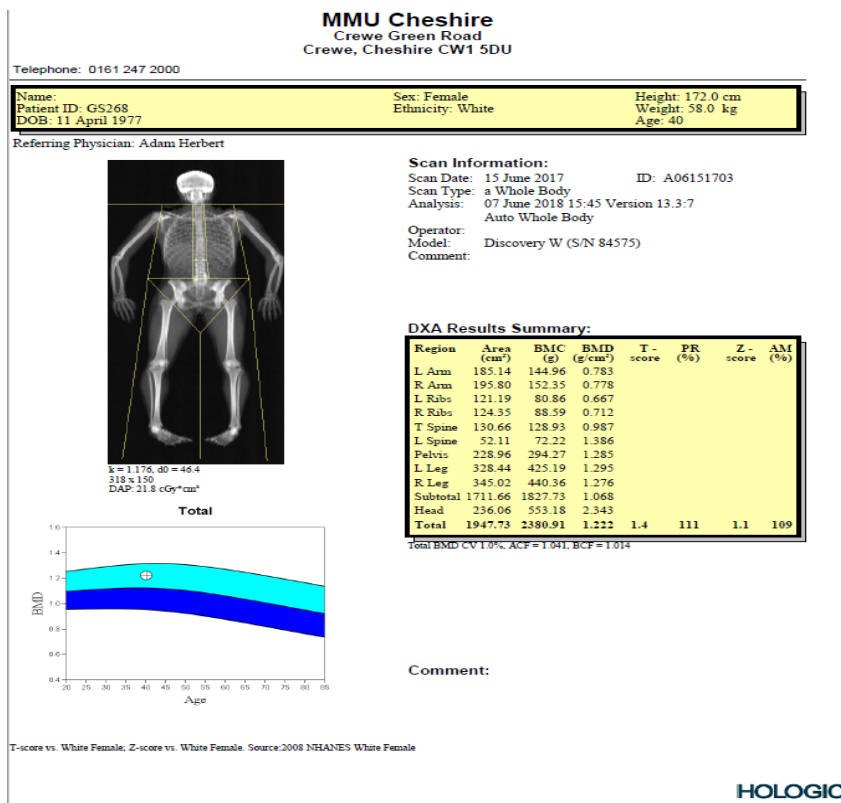 MMU Cheshire
Crewe Green Road
Crewe, Cheshire CW1 5DU
Telephone: 0161 247 2000
Name: Sex: Female Height: 172.0 cm
Patient ID: GS268 Ethnicity: White Weight: 58.0 kg
DOB: 11 April 1977 Age: 40
Referring Physician: Adam Herbert
Scan Information:
Scan Date: 15 June 2017 ID: A06151703
Scan Type: a Whole Body
Analysis: 07 June 2018 15:45 Version 13.3:7
Auto Whole Body
Operator:
Model: Discovery W (S/N 84575)
Comment:
k = 1.176, d0 = 46.4
318 x 150
DAP: 21.8 cGy*cm²
DXA Results Summary:
Region Area BMC BMD T - PR Z - AM
(cm²) (g) (g/cm²) score (%) score (%)
L Arm 185.14 144.96 0.783
R Arm 195.80 152.35 0.778
L Ribs 121.19 80.86 0.667
R Ribs 124.35 88.59 0.712
T Spine 130.66 128.93 0.987
L Spine 52.11 72.22 1.386
Pelvis 228.96 294.27 1.285
L Leg 328.44 425.19 1.295
R Leg 345.02 440.36 1.276
Subtotal 1711.66 1827.73 1.068
Head 236.06 553.18 2.343
Total 1947.73 2380.91 1.222 1.4 111 1.1 109
Total BMD CV 1.0%, ACF = 1.041, BCF = 1.014
Total
1.6
1.4
1.2
1.0
0.8
0.6
0.4
BMD
20 25 30 35 40 45 50 55 60 65 70 75 80 85
Age
Comment:
T-score vs. White Female; Z-score vs. White Female. Source:2008 NHANES White Female
HOLOGIC